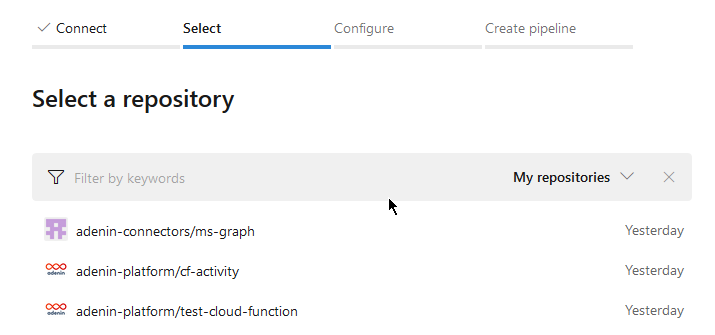 Connect Select Configure Create pipeline
Select a repository
Filter by keywords My repositories
adenin-connectors/ms-graph Yesterday
adenin adenin-platform/cf-activity Yesterday
adenin adenin-platform/test-cloud-function Yesterday